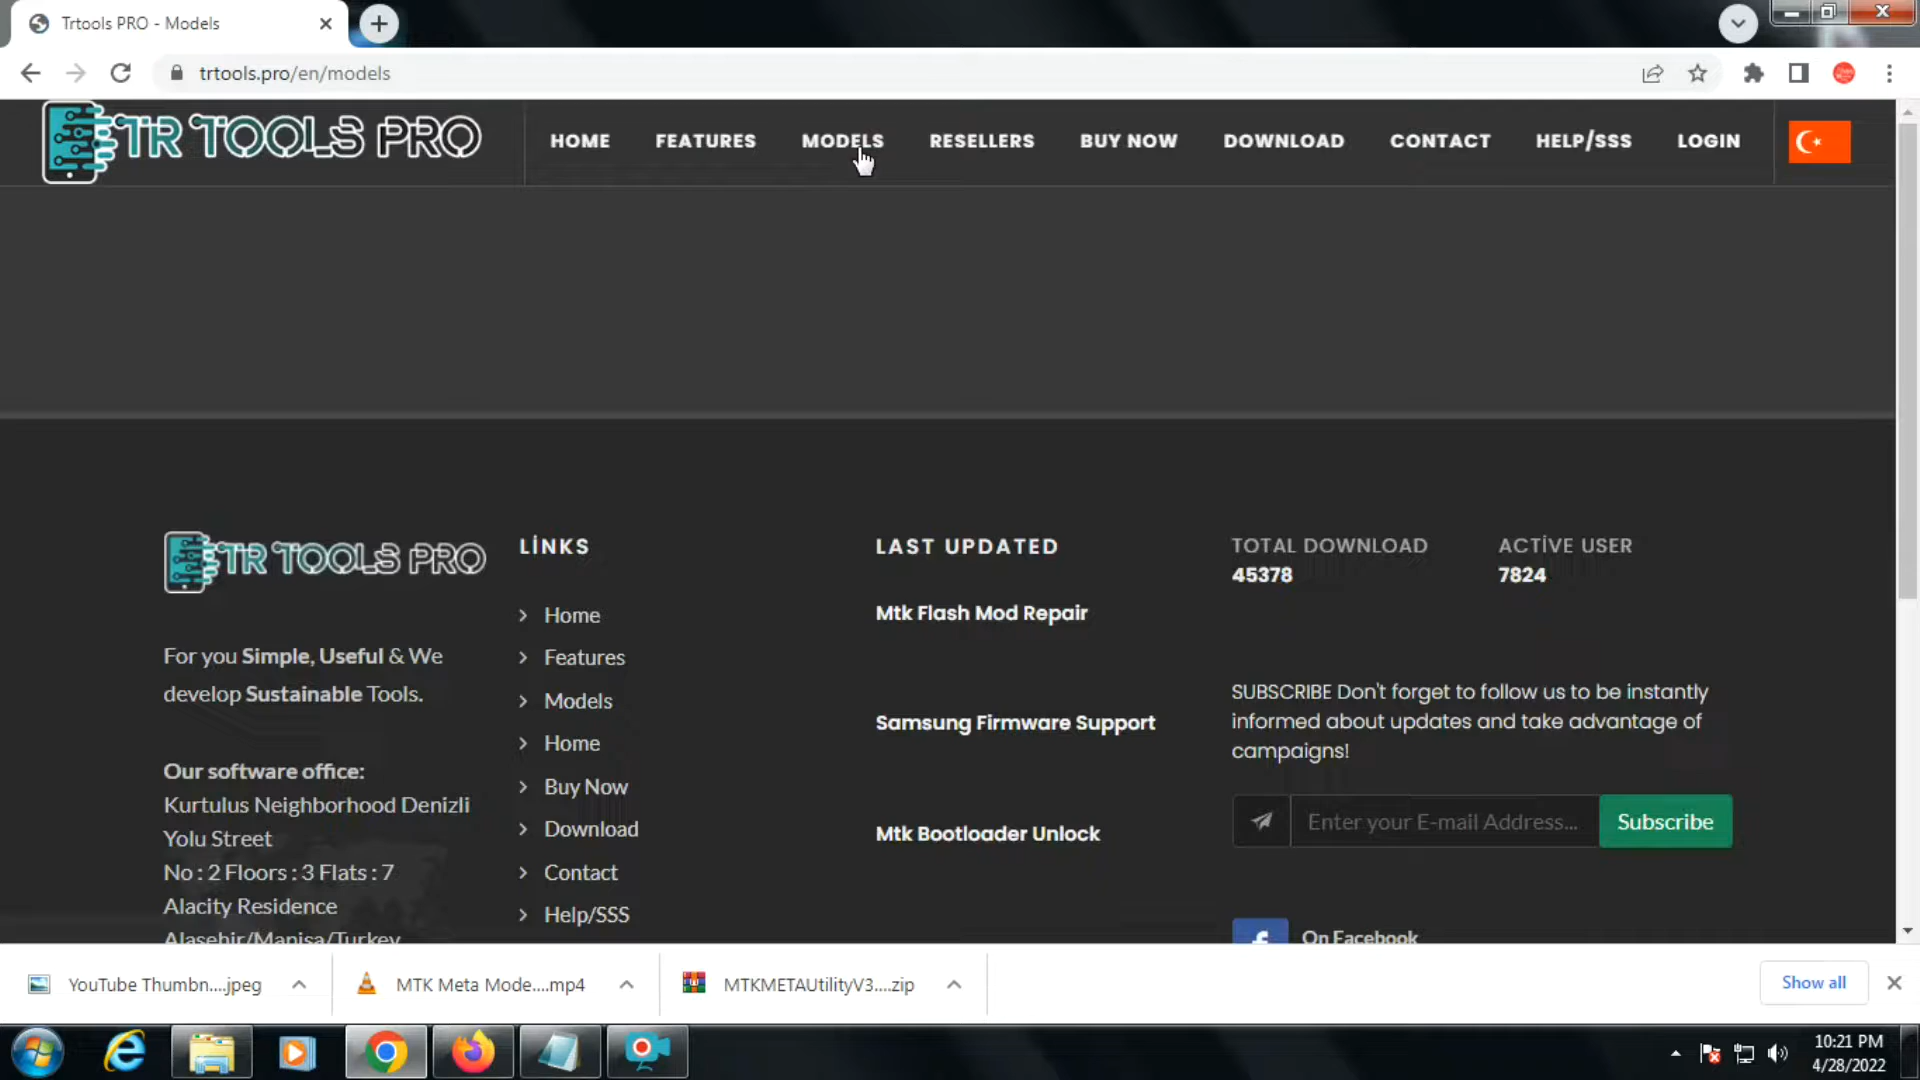 Trtools PRO - Models
trtools.pro/en/models
TR TOOLS PRO
HOME
FEATURES
MODELS
RESELLERS
BUY NOW
DOWNLOAD
CONTACT
HELP/SSS
LOGIN
TR TOOLS PRO
For you Simple, Useful & We
develop Sustainable Tools.
Our software office:
Kurtulus Neighborhood Denizli
Yolu Street
No : 2 Floors : 3 Flats : 7
Alacity Residence
Alasehir/Manisa/Turkey
LİNKS
Home
Features
Models
Home
Buy Now
Download
Contact
Help/SSS
LAST UPDATED
Mtk Flash Mod Repair
Samsung Firmware Support
Mtk Bootloader Unlock
TOTAL DOWNLOAD
45378
ACTİVE USER
7824
SUBSCRIBE Don't forget to follow us to be instantly
informed about updates and take advantage of
campaigns!
Enter your E-mail Address...
Subscribe
On Facebook
YouTube Thumbn....jpeg
MTK Meta Mode....mp4
MTKMETAUtilityV3....zip
Show all
10:21 PM
4/28/2022